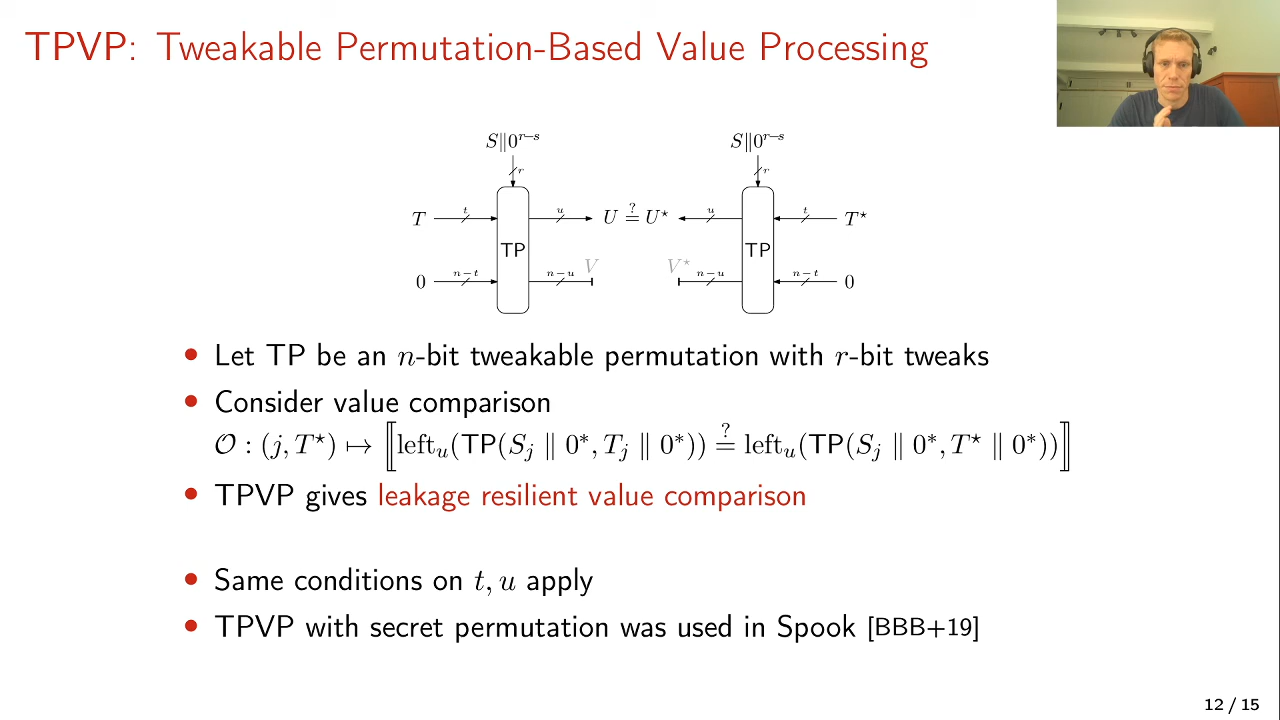 TPVP: Tweakable Permutation-Based Value Processing
S∥0^{r−s} S∥0^{r−s}
r r
T t u U ≟ U⋆ u t T⋆
TP TP
0 n−t n−u V V⋆ n−u n−t 0
• Let TP be an n-bit tweakable permutation with r-bit tweaks
• Consider value comparison
O : (j, T⋆) ↦ ⟦left_u(TP(S_j ∥ 0*, T_j ∥ 0*)) ≟ left_u(TP(S_j ∥ 0*, T⋆ ∥ 0*))⟧
• TPVP gives leakage resilient value comparison
• Same conditions on t, u apply
• TPVP with secret permutation was used in Spook [BBB+19]
12 / 15